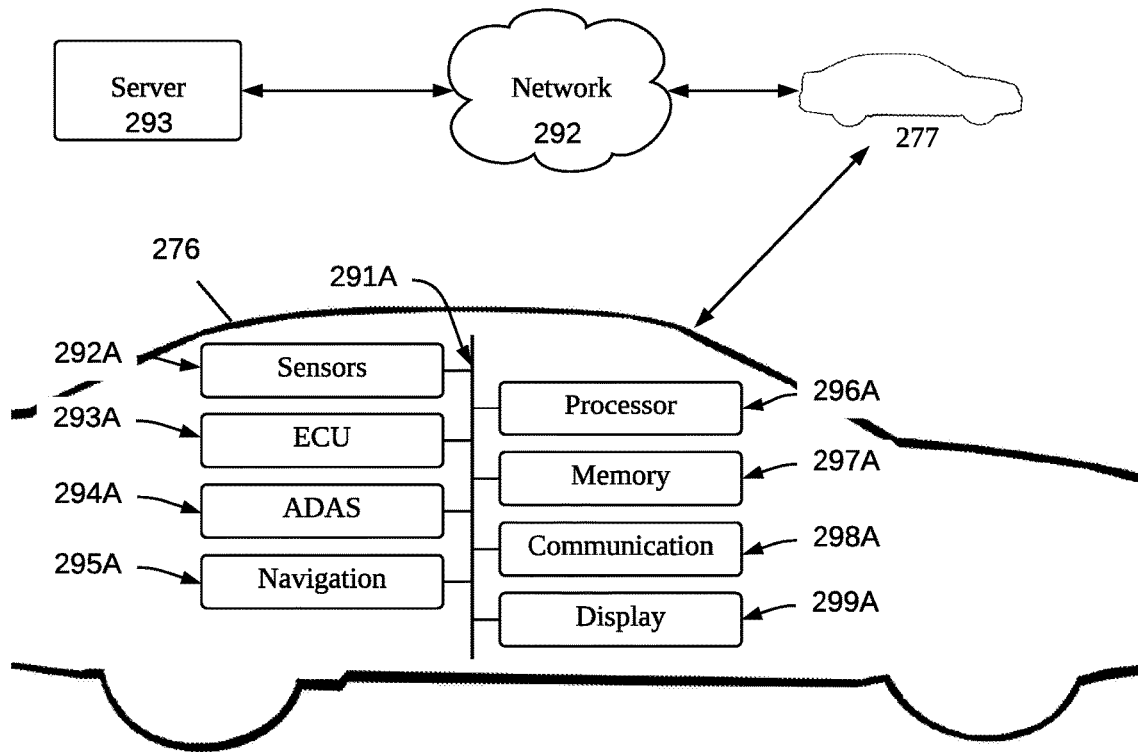 Server
293
Network
292
277
276
291A
292A
Sensors
Processor
296A
293A
ECU
Memory
297A
294A
ADAS
Communication
298A
295A
Navigation
Display
299A